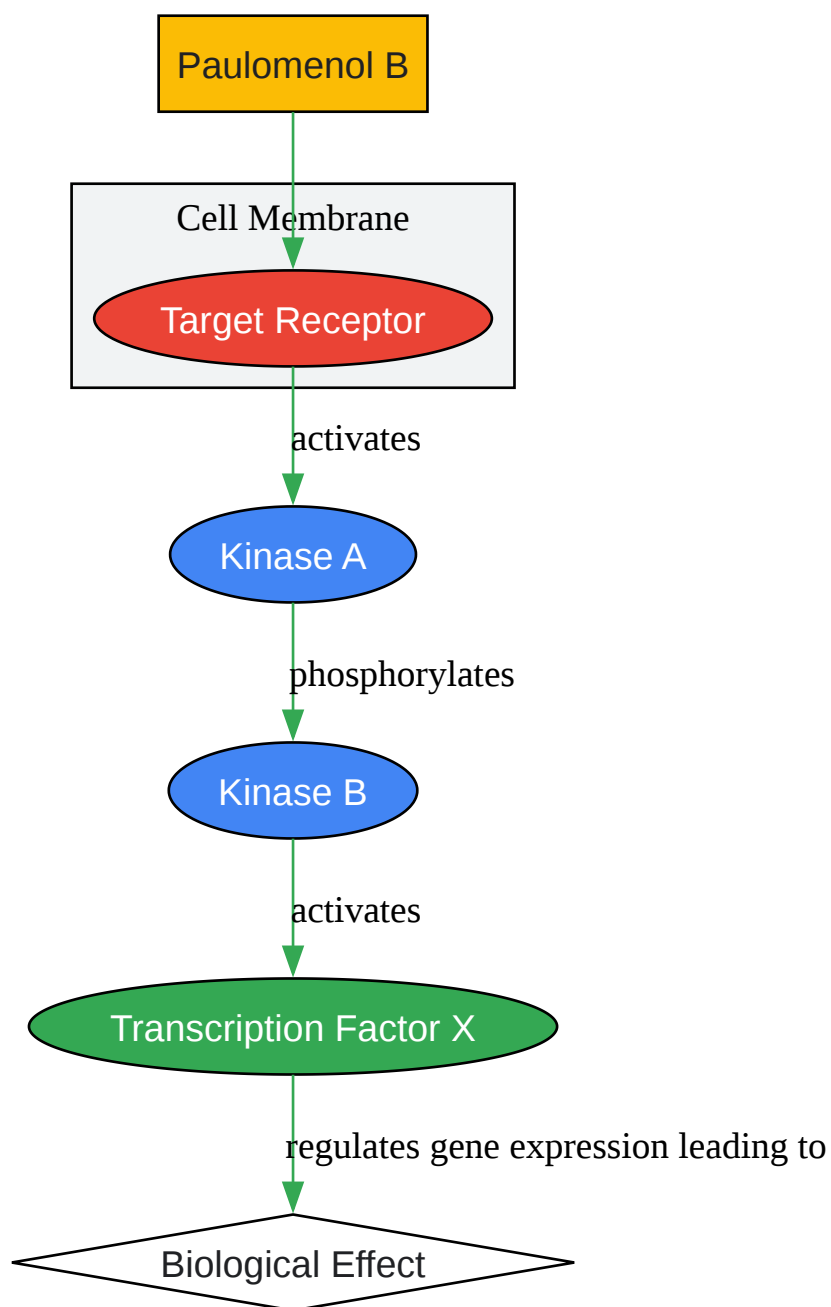 Paulomenol B
Cell Membrane
Target Receptor
activates
Kinase A
phosphorylates
Kinase B
activates
Transcription Factor X
regulates gene expression leading to
Biological Effect